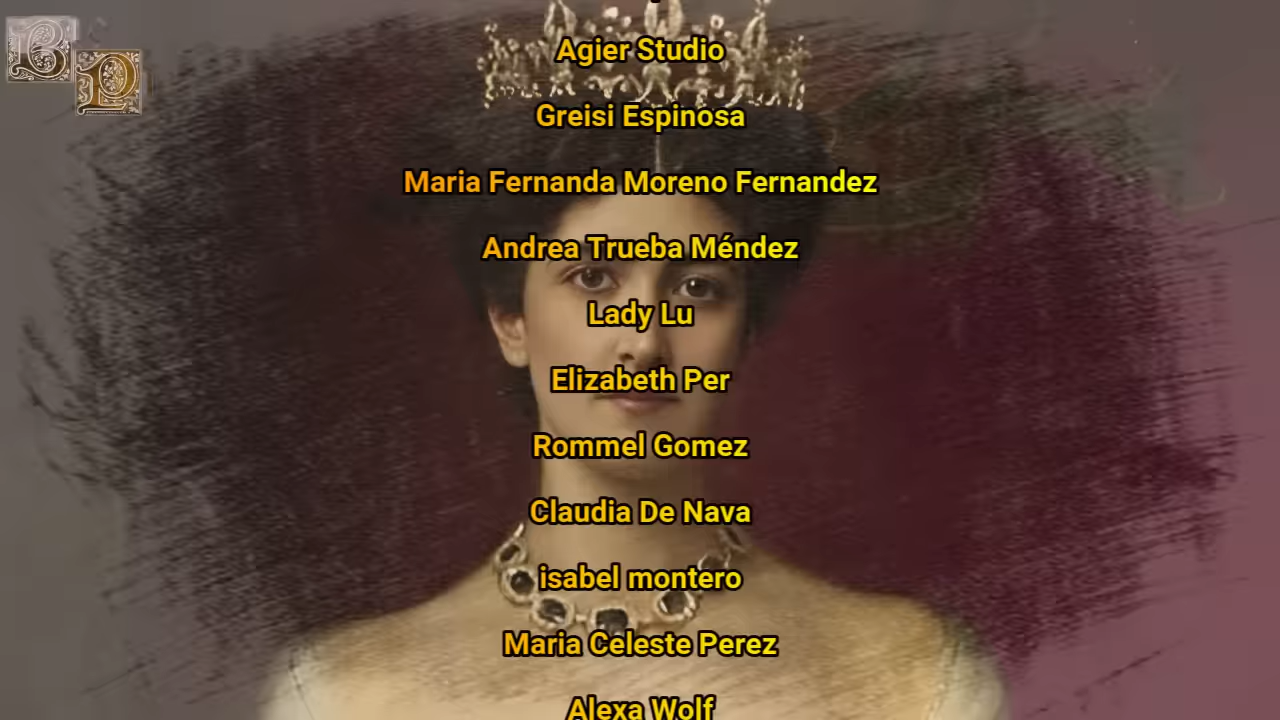 B
P
Agier Studio
Greisi Espinosa
Maria Fernanda Moreno Fernandez
Andrea Trueba Méndez
Lady Lu
Elizabeth Per
Rommel Gomez
Claudia De Nava
isabel montero
Maria Celeste Perez
Alexa Wolf